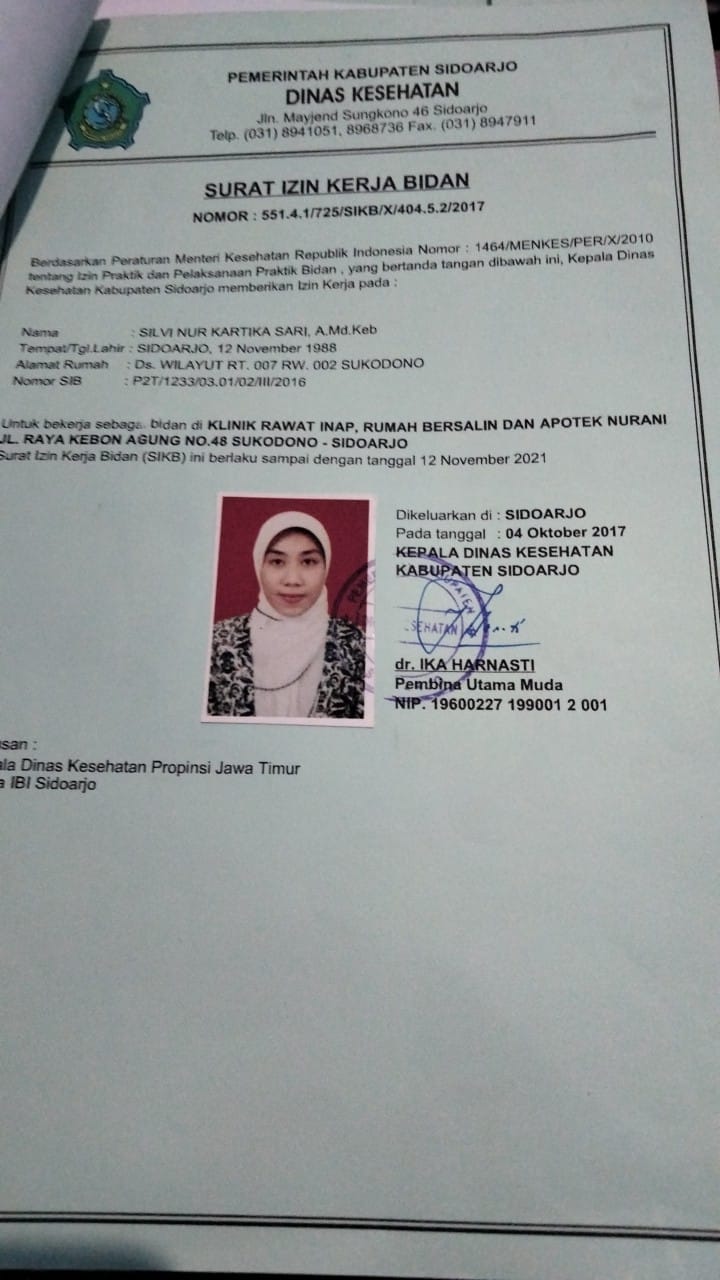 PEMERINTAH KABUPATEN SIDOARJO
DINAS KESEHATAN
Jln. Mayjend Sungkono 46 Sidoarjo
Telp. (031) 8941051, 8968736 Fax. (031) 8947911
SURAT IZIN KERJA BIDAN
NOMOR : 551.4.1/725/SIKB/X/404.5.2/2017
Berdasarkan Peraturan Menteri Kesehatan Republik Indonesia Nomor : 1464/MENKES/PER/X/2010
tentang Izin Praktik dan Pelaksanaan Praktik Bidan , yang bertanda tangan dibawah ini, Kepala Dinas
Kesehatan Kabupaten Sidoarjo memberikan Izin Kerja pada :
Nama : SILVI NUR KARTIKA SARI, A.Md.Keb
Tempat/Tgl.Lahir : SIDOARJO, 12 November 1988
Alamat Rumah : Ds. WILAYUT RT. 007 RW. 002 SUKODONO
Nomor SIB : P2T/1233/03.01/02/III/2016
Untuk bekerja sebagai bidan di KLINIK RAWAT INAP, RUMAH BERSALIN DAN APOTEK NURANI
JL. RAYA KEBON AGUNG NO.48 SUKODONO - SIDOARJO
Surat Izin Kerja Bidan (SIKB) ini berlaku sampai dengan tanggal 12 November 2021
Dikeluarkan di : SIDOARJO
Pada tanggal : 04 Oktober 2017
KEPALA DINAS KESEHATAN
KABUPATEN SIDOARJO
dr. IKA HARNASTI
Pembina Utama Muda
NIP. 19600227 199001 2 001
usan :
ala Dinas Kesehatan Propinsi Jawa Timur
a IBI Sidoarjo